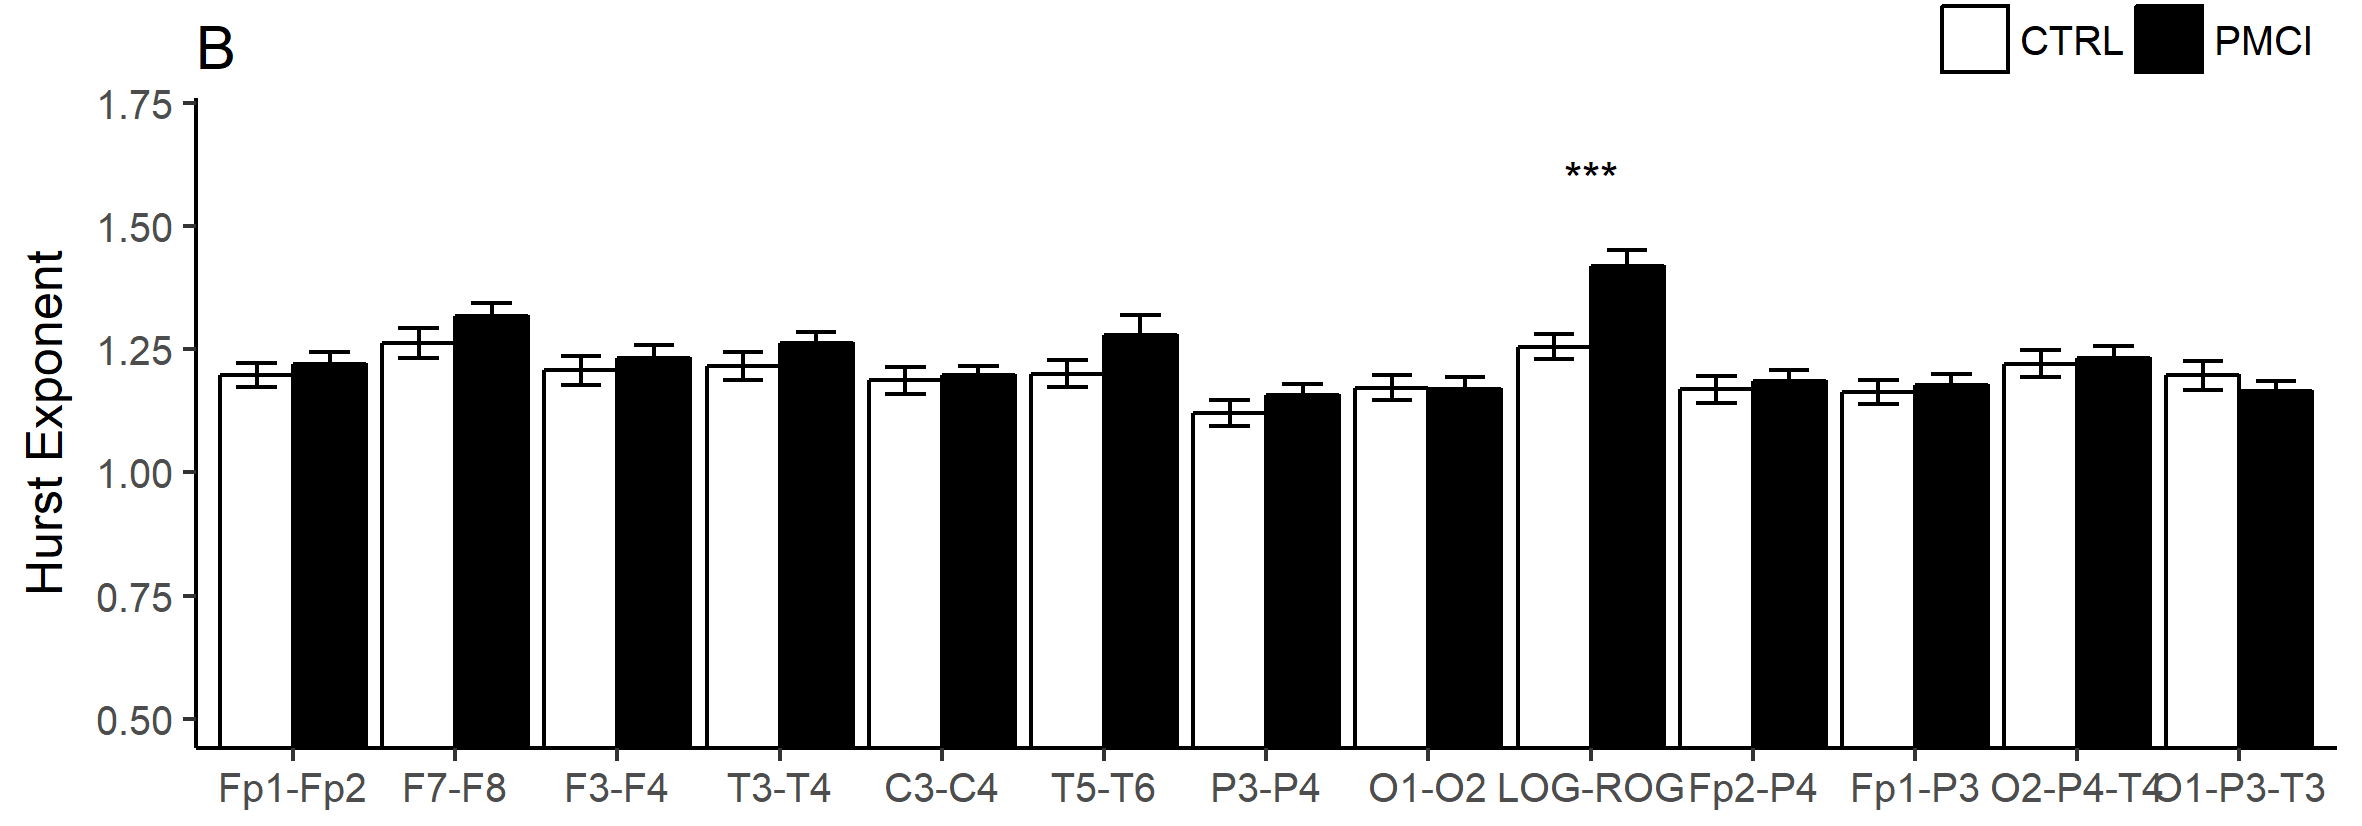 B
CTRL PMCI
***
Hurst Exponent
1.75
1.50
1.25
1.00
0.75
0.50
Fp1-Fp2 F7-F8 F3-F4 T3-T4 C3-C4 T5-T6 P3-P4 O1-O2 LOG-ROG Fp2-P4 Fp1-P3 O2-P4-T4 O1-P3-T3